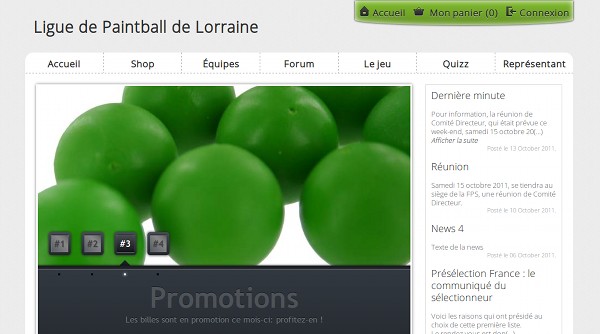 Ligue de Paintball de Lorraine
Accueil Mon panier (0) Connexion
Accueil Shop Équipes Forum Le jeu Quizz Représentant
#1 #2 #3 #4
Promotions
Les billes sont en promotion ce mois-ci: profitez-en !
Dernière minute
Pour information, la réunion de
Comité Directeur, qui était prévue ce
week-end, samedi 15 octobre 20(...)
Afficher la suite
Posté le 13 October 2011.
Réunion
Samedi 15 octobre 2011, se tiendra au
siège de la FPS, une réunion de Comité
Directeur.
Posté le 10 October 2011.
News 4
Texte de la news
Posté le 06 October 2011.
Présélection France : le
communiqué du
sélectionneur
Voici les raisons qui ont présidé au
choix de cette première liste.
Le rendez-vous est don(...)